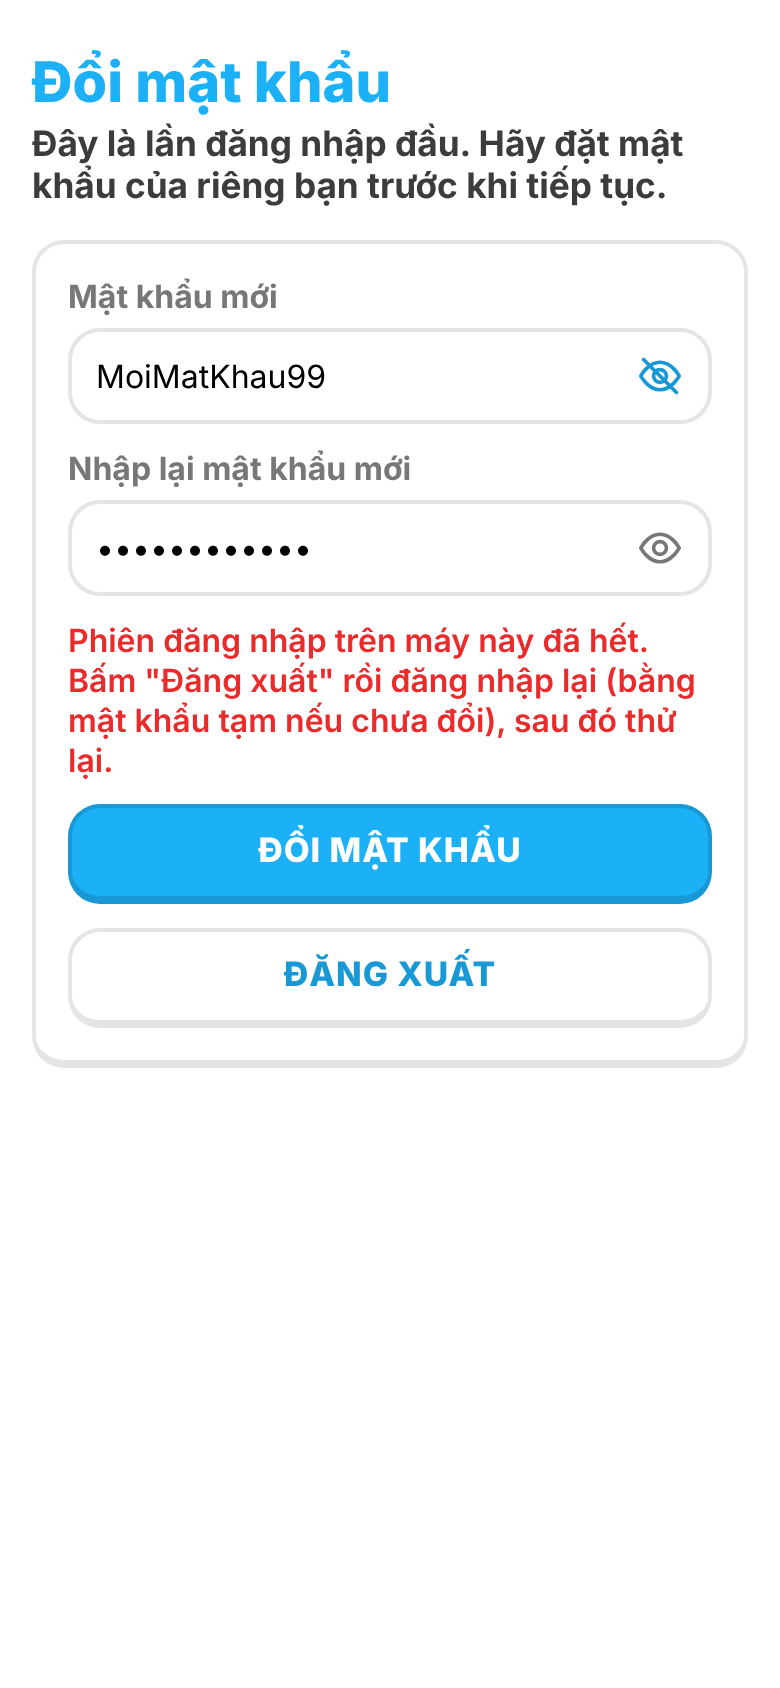 Đổi mật khẩu
Đây là lần đăng nhập đầu. Hãy đặt mật
khẩu của riêng bạn trước khi tiếp tục.
Mật khẩu mới
MoiMatKhau99
Nhập lại mật khẩu mới
••••••••••••
Phiên đăng nhập trên máy này đã hết.
Bấm "Đăng xuất" rồi đăng nhập lại (bằng
mật khẩu tạm nếu chưa đổi), sau đó thử
lại.
ĐỔI MẬT KHẨU
ĐĂNG XUẤT